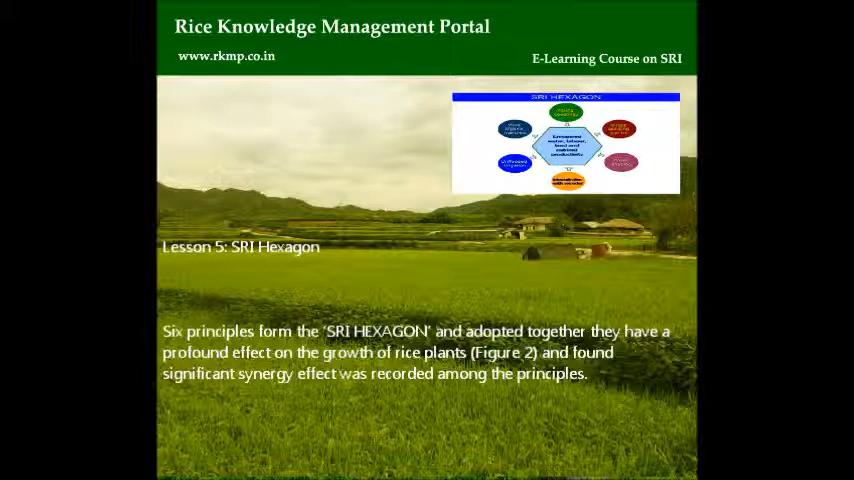 Rice Knowledge Management Portal
www.rkmp.co.in
E-Learning Course on SRI
SRI HEXAGON
Lesson 5: SRI Hexagon
Six principles form the 'SRI HEXAGON' and adopted together they have a
profound effect on the growth of rice plants (Figure 2) and found
significant synergy effect was recorded among the principles.